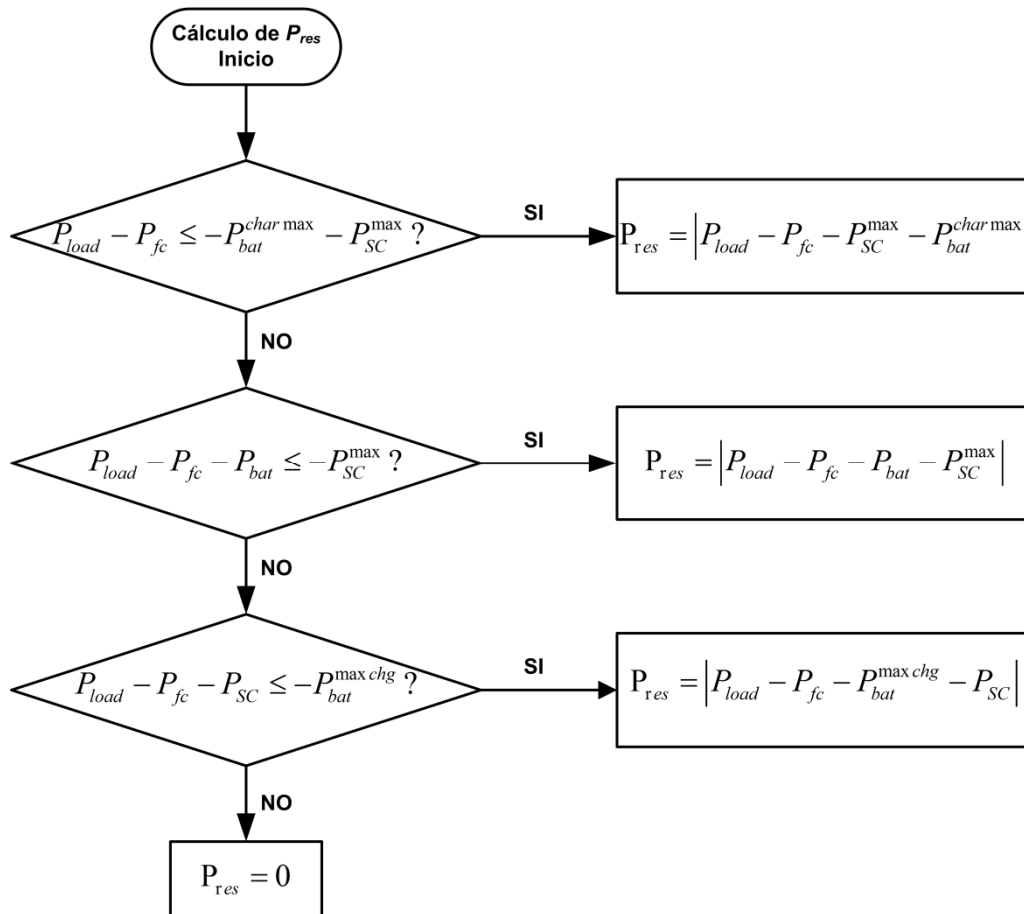 Cálculo de P_res
Inicio
P_load − P_fc ≤ −P_bat^char max − P_SC^max ?
SI
P_res = |P_load − P_fc − P_SC^max − P_bat^char max
NO
P_load − P_fc − P_bat ≤ −P_SC^max ?
SI
P_res = |P_load − P_fc − P_bat − P_SC^max|
NO
P_load − P_fc − P_SC ≤ −P_bat^max chg ?
SI
P_res = |P_load − P_fc − P_bat^max chg − P_SC|
NO
P_res = 0